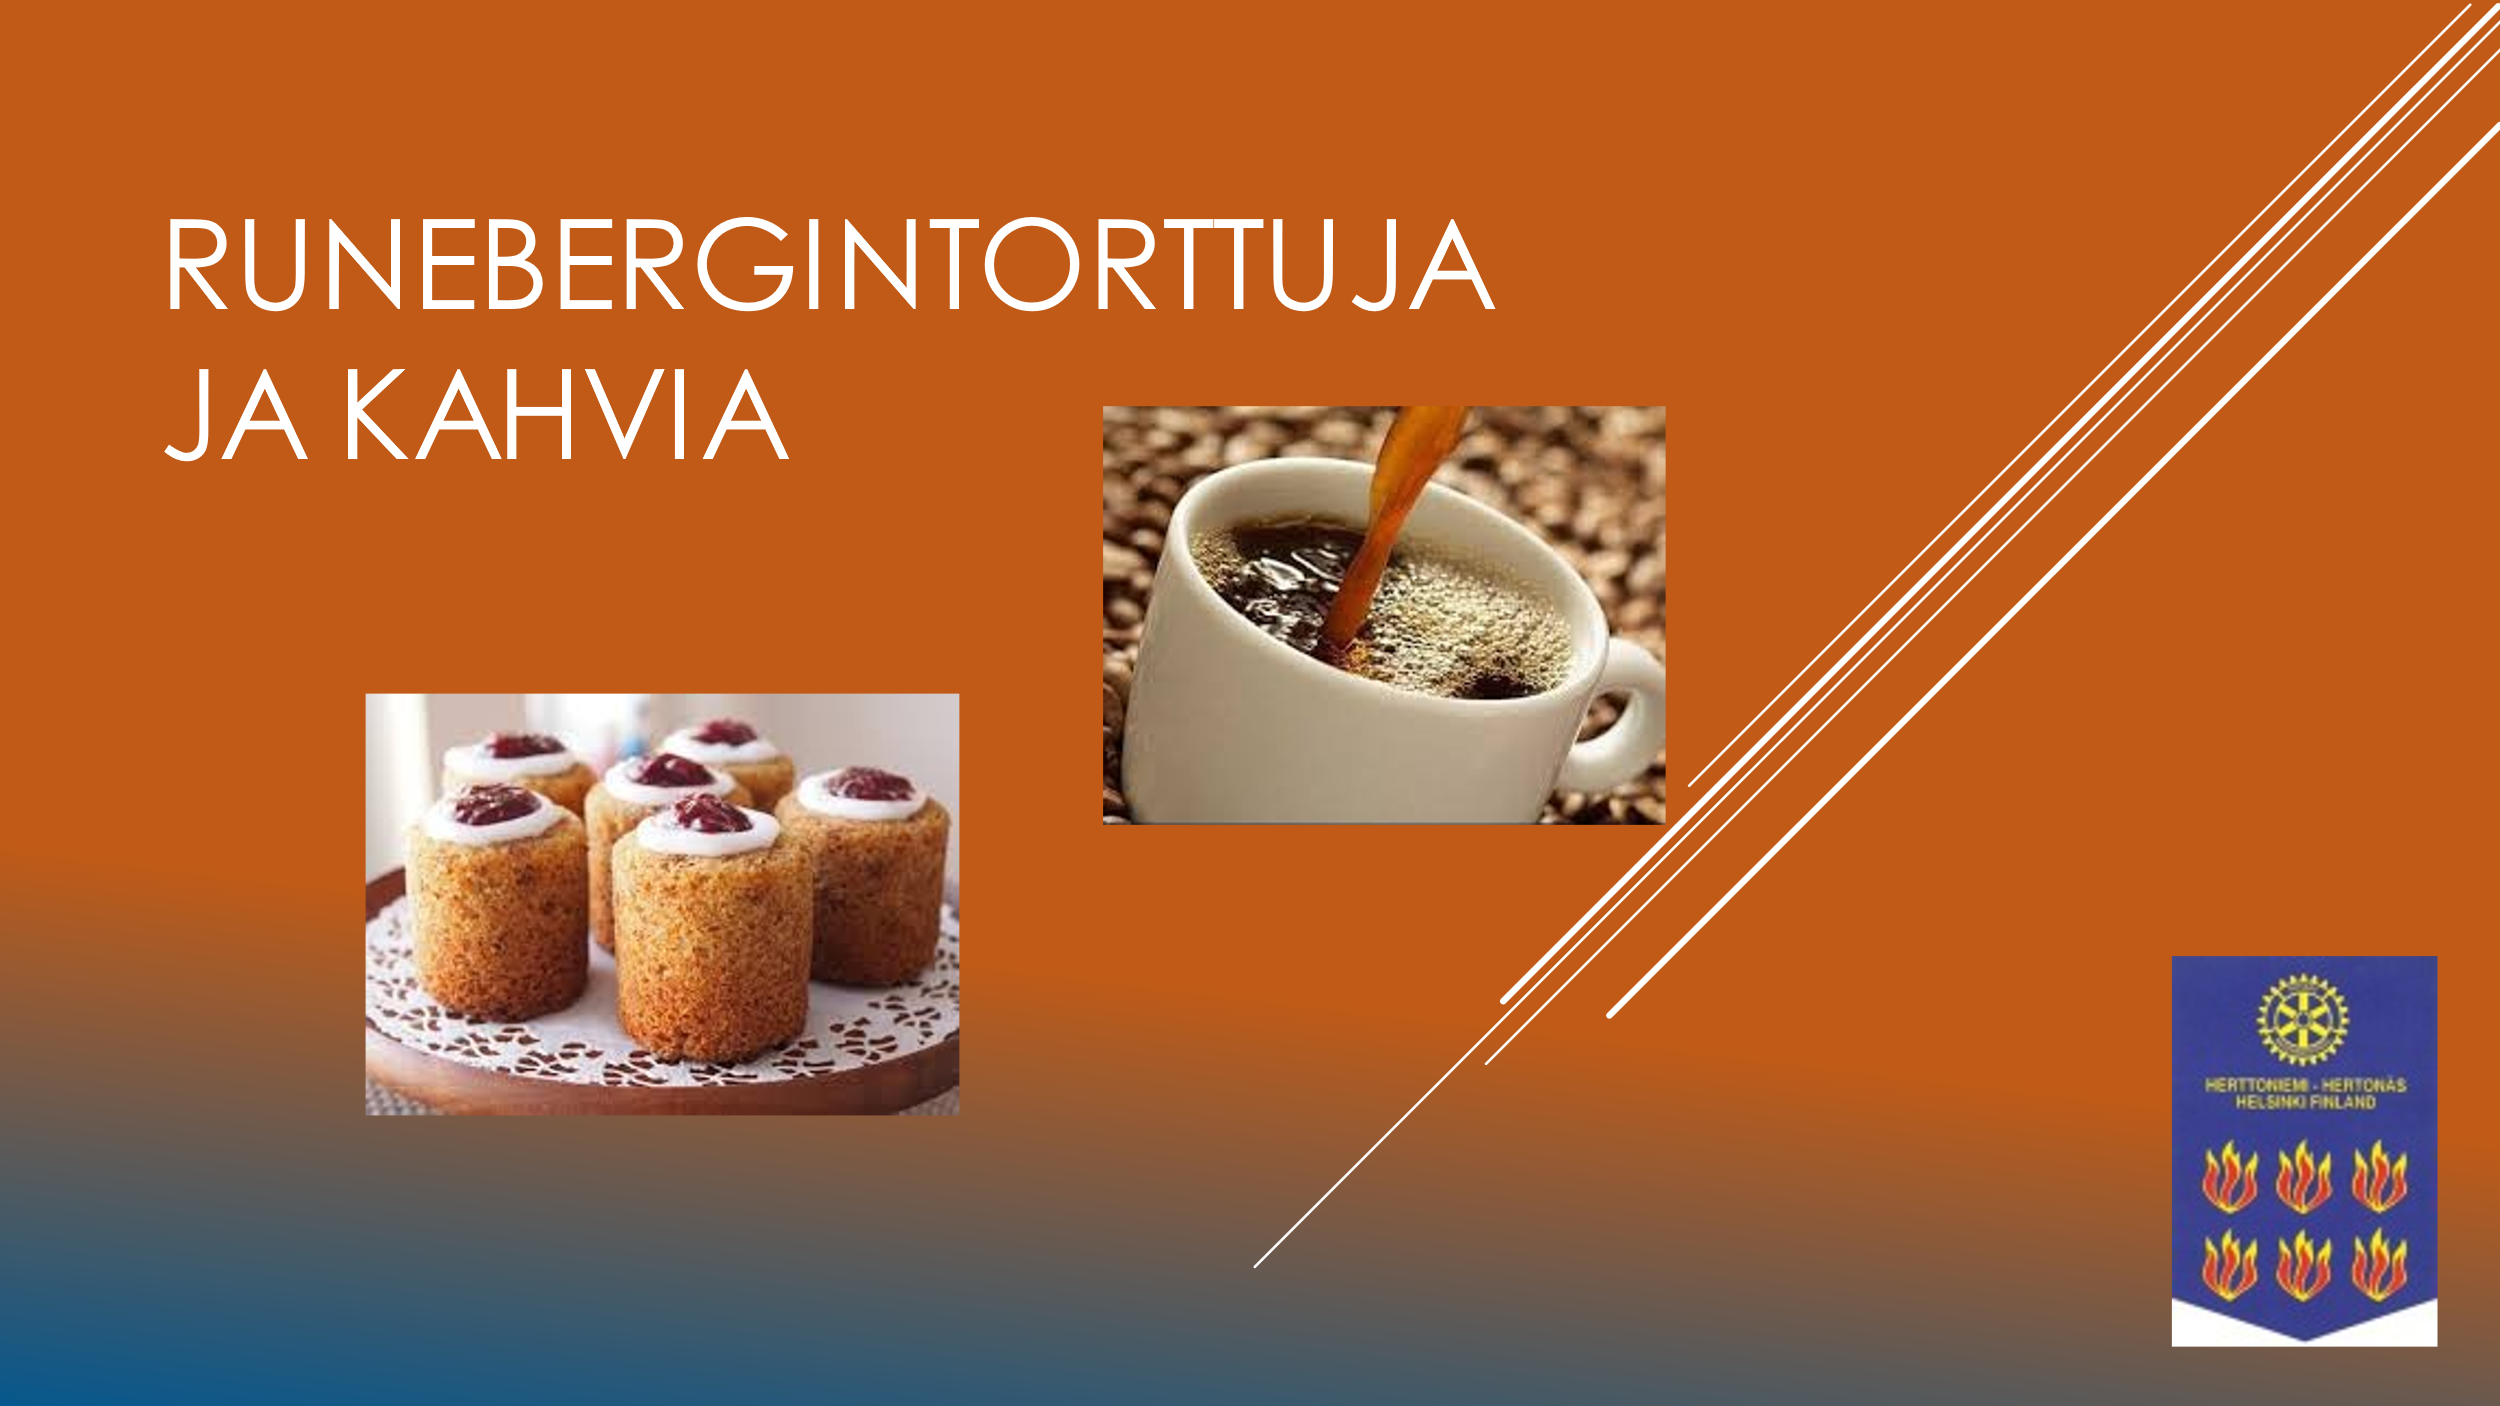 RUNEBERGINTORTTUJA
JA KAHVIA
HERTTONIEMI - HERTONÄS
HELSINKI FINLAND